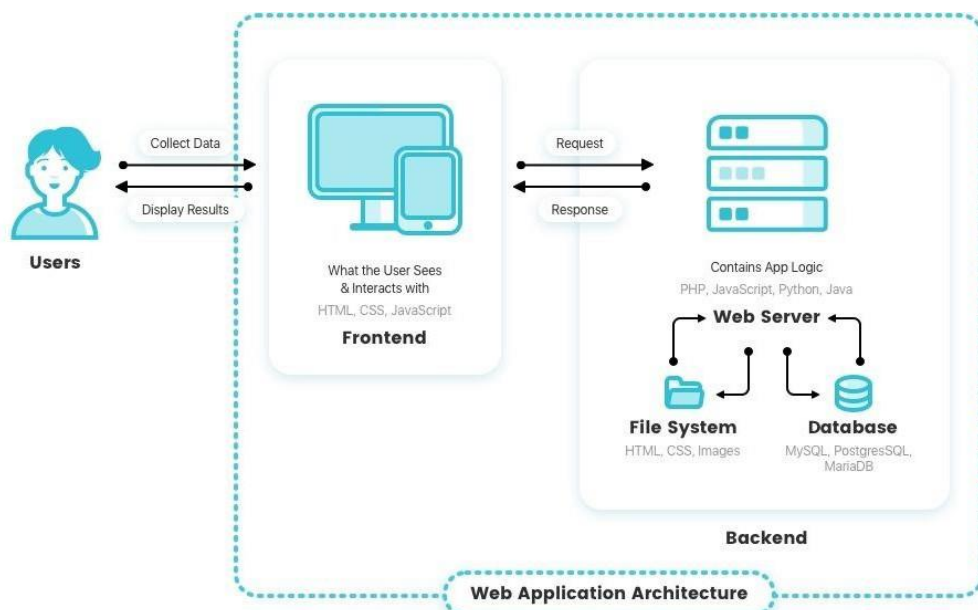 Collect Data
Display Results
Users
What the User Sees
& Interacts with
HTML, CSS, JavaScript
Frontend
Request
Response
Contains App Logic
PHP, JavaScript, Python, Java
Web Server
File System
HTML, CSS, Images
Database
MySQL, PostgresSQL,
MariaDB
Backend
Web Application Architecture